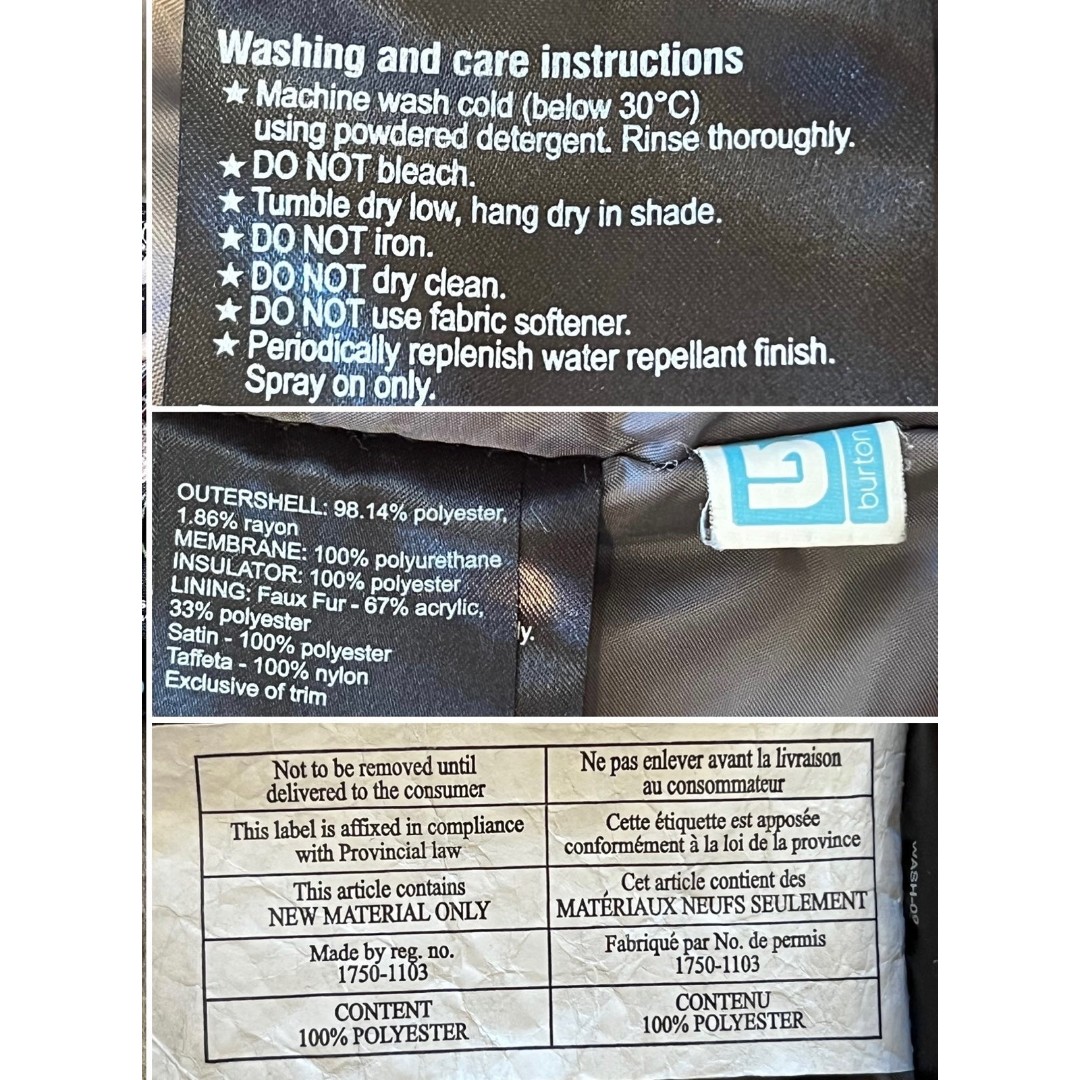 Washing and care instructions
★ Machine wash cold (below 30°C)
using powdered detergent. Rinse thoroughly.
★ DO NOT bleach.
★ Tumble dry low, hang dry in shade.
★ DO NOT iron.
★ DO NOT dry clean.
★ DO NOT use fabric softener.
★ Periodically replenish water repellant finish.
Spray on only.
OUTERSHELL: 98.14% polyester,
1.86% rayon
MEMBRANE: 100% polyurethane
INSULATOR: 100% polyester
LINING: Faux Fur - 67% acrylic,
33% polyester
Satin - 100% polyester
Taffeta - 100% nylon
Exclusive of trim
ly.
burton
Not to be removed until
delivered to the consumer
Ne pas enlever avant la livraison
au consommateur
This label is affixed in compliance
with Provincial law
Cette étiquette est apposée
conformément à la loi de la province
This article contains
NEW MATERIAL ONLY
Cet article contient des
MATÉRIAUX NEUFS SEULEMENT
Made by reg. no.
1750-1103
Fabriqué par No. de permis
1750-1103
CONTENT
100% POLYESTER
CONTENU
100% POLYESTER